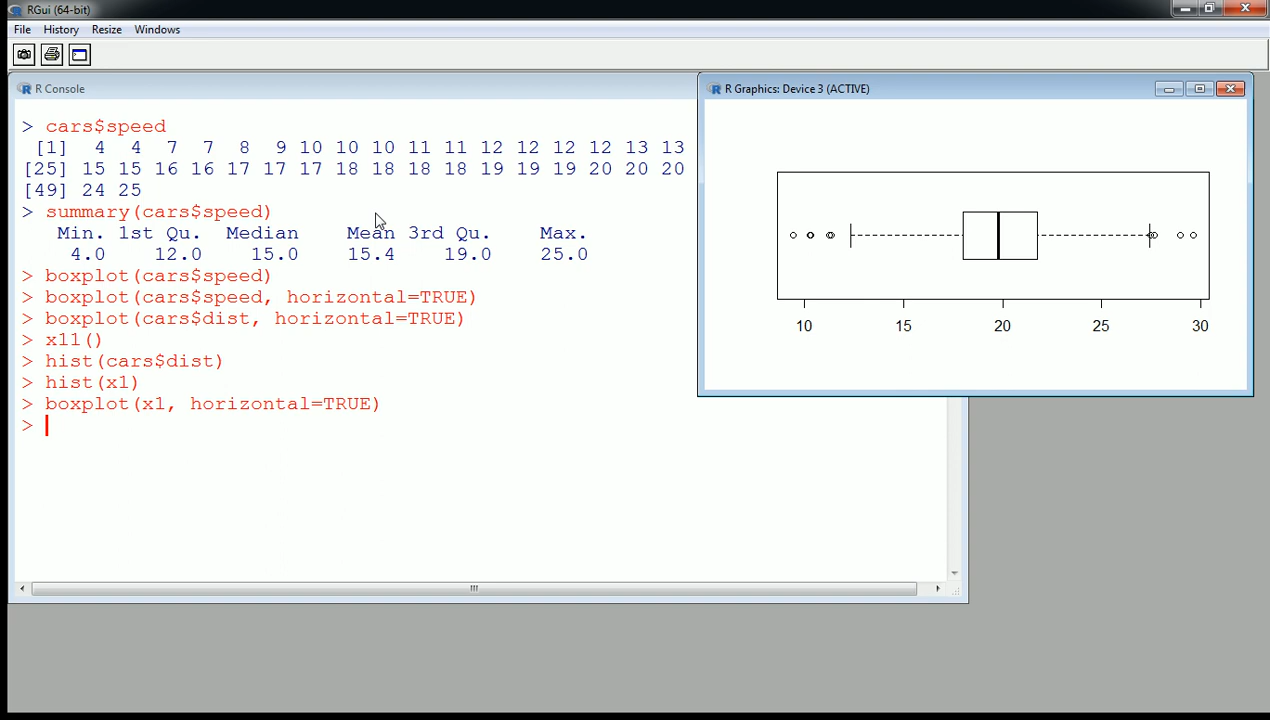 RGui (64-bit)
File History Resize Windows
R Console
> cars$speed
[1] 4 4 7 7 8 9 10 10 10 11 11 12 12 12 12 13 13
[25] 15 15 16 16 17 17 17 18 18 18 18 19 19 19 20 20 20
[49] 24 25
> summary(cars$speed)
Min. 1st Qu. Median Mean 3rd Qu. Max.
4.0 12.0 15.0 15.4 19.0 25.0
> boxplot(cars$speed)
> boxplot(cars$speed, horizontal=TRUE)
> boxplot(cars$dist, horizontal=TRUE)
> x11()
> hist(cars$dist)
> hist(x1)
> boxplot(x1, horizontal=TRUE)
>
R Graphics: Device 3 (ACTIVE)
10 15 20 25 30